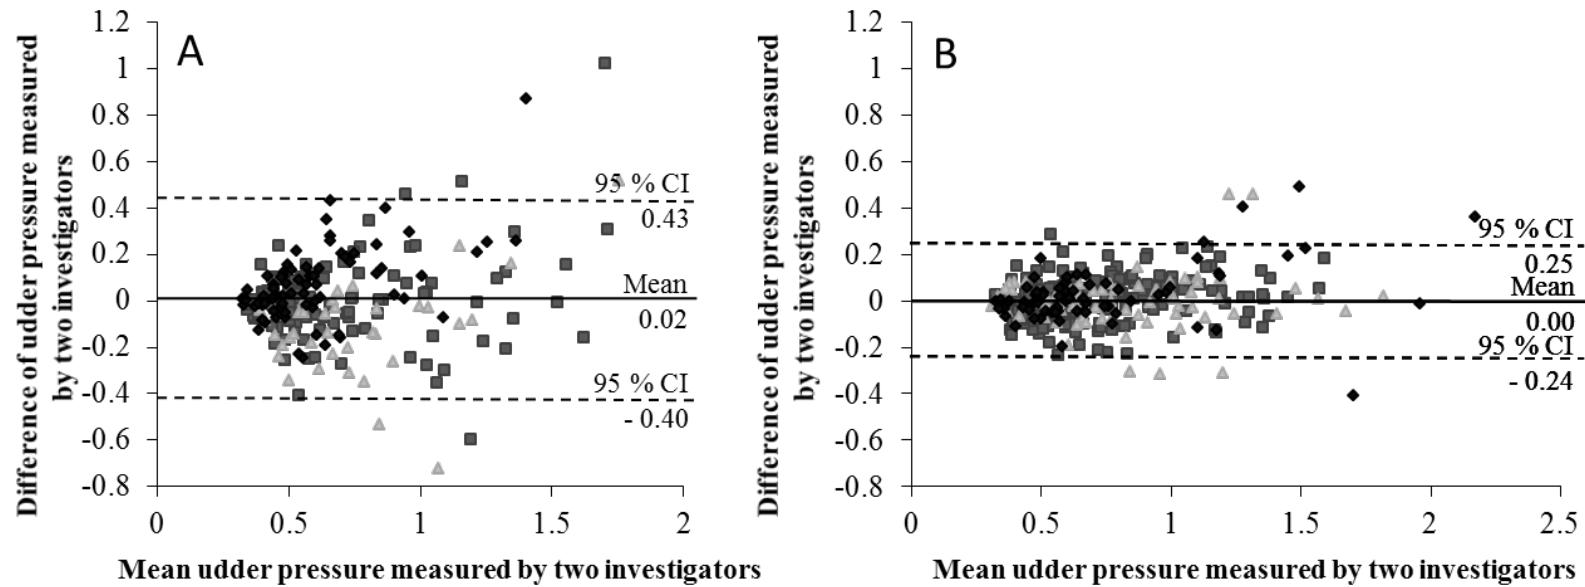 A
Difference of udder pressure measured
by two investigators
1.2
1
0.8
0.6
0.4
0.2
0
-0.2
-0.4
-0.6
-0.8
95 % CI
0.43
Mean
0.02
95 % CI
- 0.40
0
0.5
1
1.5
2
Mean udder pressure measured by two investigators
B
Difference of udder pressure measured
by two investigators
1.2
1
0.8
0.6
0.4
0.2
0
-0.2
-0.4
-0.6
-0.8
95 % CI
0.25
Mean
0.00
95 % CI
- 0.24
0
0.5
1
1.5
2
2.5
Mean udder pressure measured by two investigators